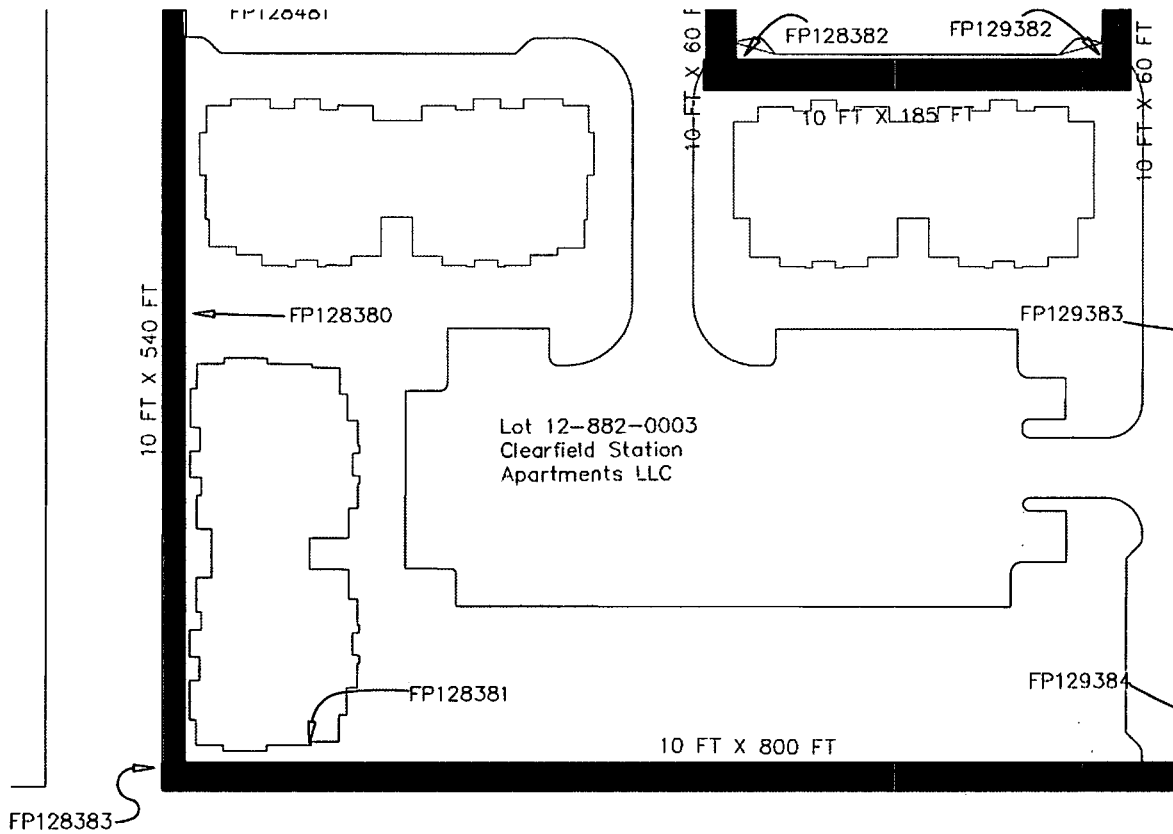 FP128481
FP128382
FP129382
10 FT X 60 F
10 FT X 60 FT
10 FT X 185 FT
FP128380
FP129383
10 FT X 540 FT
Lot 12-882-0003
Clearfield Station
Apartments LLC
FP128381
FP129384
10 FT X 800 FT
FP128383